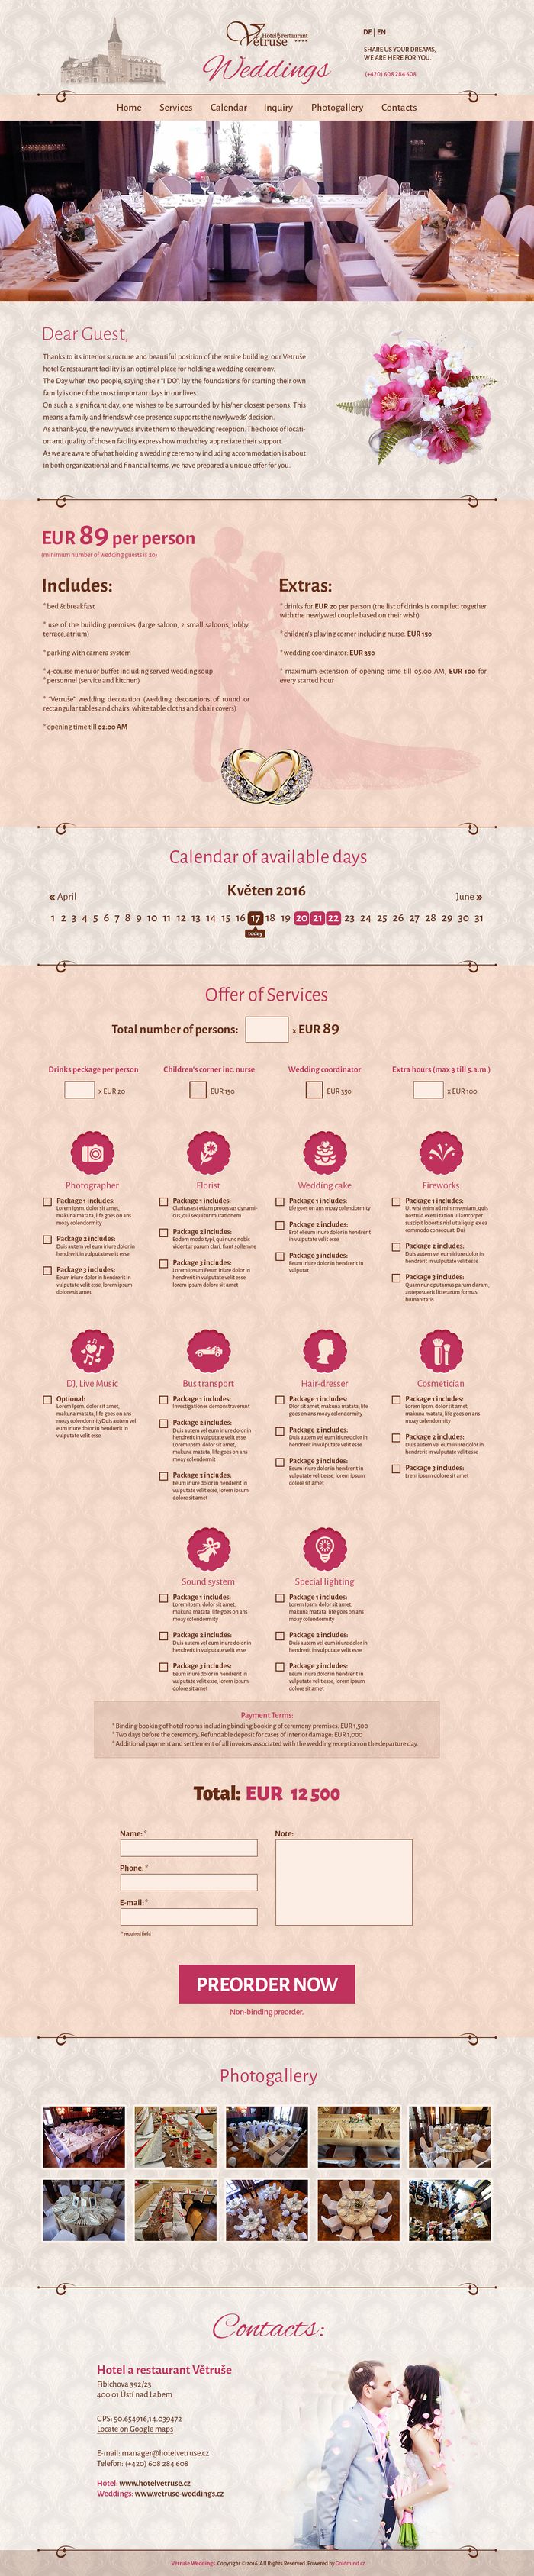 Hotel & restaurant
Větruše
****
Weddings
DE | EN
SHARE US YOUR DREAMS,
WE ARE HERE FOR YOU.
(+420) 608 284 608
Home Services Calendar Inquiry Photogallery Contacts
Dear Guest,
Thanks to its interior structure and beautiful position of the entire building, our Vetruše
hotel & restaurant facility is an optimal place for holding a wedding ceremony.
The Day when two people, saying their "I DO", lay the foundations for starting their own
family is one of the most important days in our lives.
On such a significant day, one wishes to be surrounded by his/her closest persons. This
means a family and friends whose presence supports the newlyweds' decision.
As a thank-you, the newlyweds invite them to the wedding reception. The choice of locati-
on and quality of chosen facility express how much they appreciate their support.
As we are aware of what holding a wedding ceremony including accommodation is about
in both organizational and financial terms, we have prepared a unique offer for you.
EUR 89 per person
(minimum number of wedding guests is 20)
Includes:
* bed & breakfast
* use of the building premises (large saloon, 2 small saloons, lobby,
terrace, atrium)
* parking with camera system
* 4-course menu or buffet including served wedding soup
* personnel (service and kitchen)
* "Vetruše" wedding decoration (wedding decorations of round or
rectangular tables and chairs, white table cloths and chair covers)
* opening time till 02:00 AM
Extras:
* drinks for EUR 20 per person (the list of drinks is compiled together
with the newlywed couple based on their wish)
* children's playing corner including nurse: EUR 150
* wedding coordinator: EUR 350
* maximum extension of opening time till 05.00 AM, EUR 100 for
every started hour
Calendar of available days
« April Květen 2016 June »
1 2 3 4 5 6 7 8 9 10 11 12 13 14 15 16 17 18 19 20 21 22 23 24 25 26 27 28 29 30 31
today
Offer of Services
Total number of persons: x EUR 89
Drinks peckage per person Children's corner inc. nurse Wedding coordinator Extra hours (max 3 till 5.a.m.)
x EUR 20 EUR 150 EUR 350 x EUR 100
Photographer
Package 1 includes:
Lorem Ipsum, dolor sit amet,
makuna matata, life goes on ans
moay colendormity
Package 2 includes:
Duis autem vel eum iriure dolor in
hendrerit in vulputate velit esse
Package 3 includes:
Eeum iriure dolor in hendrerit in
vulputate velit esse, lorem ipsum
dolore sit amet
Florist
Package 1 includes:
Claritas est etiam processus dynami-
cus, qui sequitur mutationem
Package 2 includes:
Eodem modo typi, qui nunc nobis
videntur parum clari, fiant sollemne
Package 3 includes:
Lorem Ipsum Eeum iriure dolor in
hendrerit in vulputate velit esse,
lorem ipsum dolore sit amet
Wedding cake
Package 1 includes:
Lfe goes on ans moay colendormity
Package 2 includes:
Erof el eum iriure dolor in hendrerit
in vulputate velit esse
Package 3 includes:
Eeum iriure dolor in hendrerit in
vulputat
Fireworks
Package 1 includes:
Ut wisi enim ad minim veniam, quis
nostrud exerci tation ullamcorper
suscipit lobortis nisl ut aliquip ex ea
commodo consequat. Dui
Package 2 includes:
Duis autem vel eum iriure dolor in
hendrerit in vulputate velit esse
Package 3 includes:
Quam nunc putamus parum claram,
anteposuerit litterarum formas
humanitatis
DJ, Live Music
Optional:
Lorem Ipsum, dolor sit amet,
makuna matata, life goes on ans
moay colendormityDuis autem vel
eum iriure dolor in hendrerit in
vulputate velit esse
Bus transport
Package 1 includes:
Investigationes demonstraverunt
Package 2 includes:
Duis autem vel eum iriure dolor in
hendrerit in vulputate velit esse
Lorem Ipsum, dolor sit amet,
makuna matata, life goes on ans
moay colendormit
Package 3 includes:
Eeum iriure dolor in hendrerit in
vulputate velit esse, lorem ipsum
dolore sit amet
Hair-dresser
Package 1 includes:
Dlor sit amet, makuna matata, life
goes on ans moay colendormity
Package 2 includes:
Duis autem vel eum iriure dolor in
hendrerit in vulputate velit esse
Package 3 includes:
Eeum iriure dolor in hendrerit in
vulputate velit esse, lorem ipsum
dolore sit amet
Cosmetician
Package 1 includes:
Lorem Ipsum, dolor sit amet,
makuna matata, life goes on ans
moay colendormity
Package 2 includes:
Duis autem vel eum iriure dolor in
hendrerit in vulputate velit esse
Package 3 includes:
Lrem ipsum dolore sit amet
Sound system
Package 1 includes:
Lorem Ipsm, dolor sit amet,
makuna matata, life goes on ans
moay colendormity
Package 2 includes:
Duis autem vel eum iriure dolor in
hendrerit in vulputate velit esse
Package 3 includes:
Eeum iriure dolor in hendrerit in
vulputate velit esse, lorem ipsum
dolore sit amet
Special lighting
Package 1 includes:
Lorem Ipsm, dolor sit amet,
makuna matata, life goes on ans
moay colendormity
Package 2 includes:
Duis autem vel eum iriure dolor in
hendrerit in vulputate velit esse
Package 3 includes:
Eeum iriure dolor in hendrerit in
vulputate velit esse, lorem ipsum
dolore sit amet
Payment Terms:
* Binding booking of hotel rooms including binding booking of ceremony premises: EUR 1,500
* Two days before the ceremony. Refundable deposit for cases of interior damage: EUR 1,000
* Additional payment and settlement of all invoices associated with the wedding reception on the departure day.
Total: EUR 12 500
Name: *
Phone: *
E-mail: *
* required field
Note:
PREORDER NOW
Non-binding preorder.
Photogallery
Contacts:
Hotel a restaurant Větruše
Fibichova 392/23
400 01 Ústí nad Labem
GPS: 50.654916,14.039472
Locate on Google maps
E-mail: manager@hotelvetruse.cz
Telefon: (+420) 608 284 608
Hotel: www.hotelvetruse.cz
Weddings: www.vetruse-weddings.cz
Větruše Weddings. Copyright © 2016. All Rights Reserved. Powered by Goldmind.cz